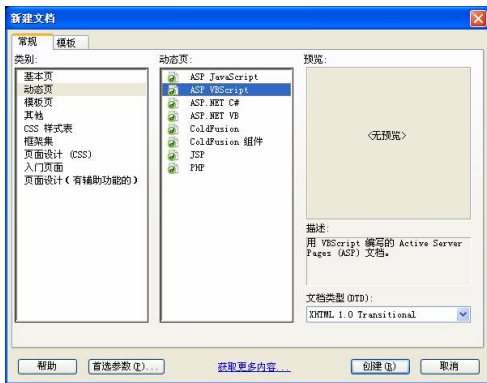 新建文档
常规 模板
类别:
基本页
动态页
模板页
其他
CSS 样式表
框架集
页面设计 (CSS)
入门页面
页面设计(有辅助功能的)
动态页:
ASP JavaScript
ASP VBScript
ASP.NET C#
ASP.NET VB
ColdFusion
ColdFusion 组件
JSP
PHP
预览:
<无预览>
描述:
用 VBScript 编写的 Active Server
Pages (ASP) 文档。
文档类型(DTD):
XHTML 1.0 Transitional
帮助 首选参数(P)... 获取更多内容... 创建(R) 取消